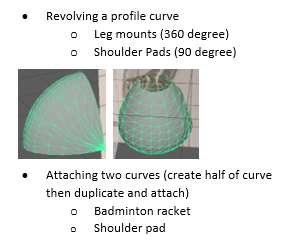 • Revolving a profile curve
o Leg mounts (360 degree)
o Shoulder Pads (90 degree)
• Attaching two curves (create half of curve
then duplicate and attach)
o Badminton racket
o Shoulder pad